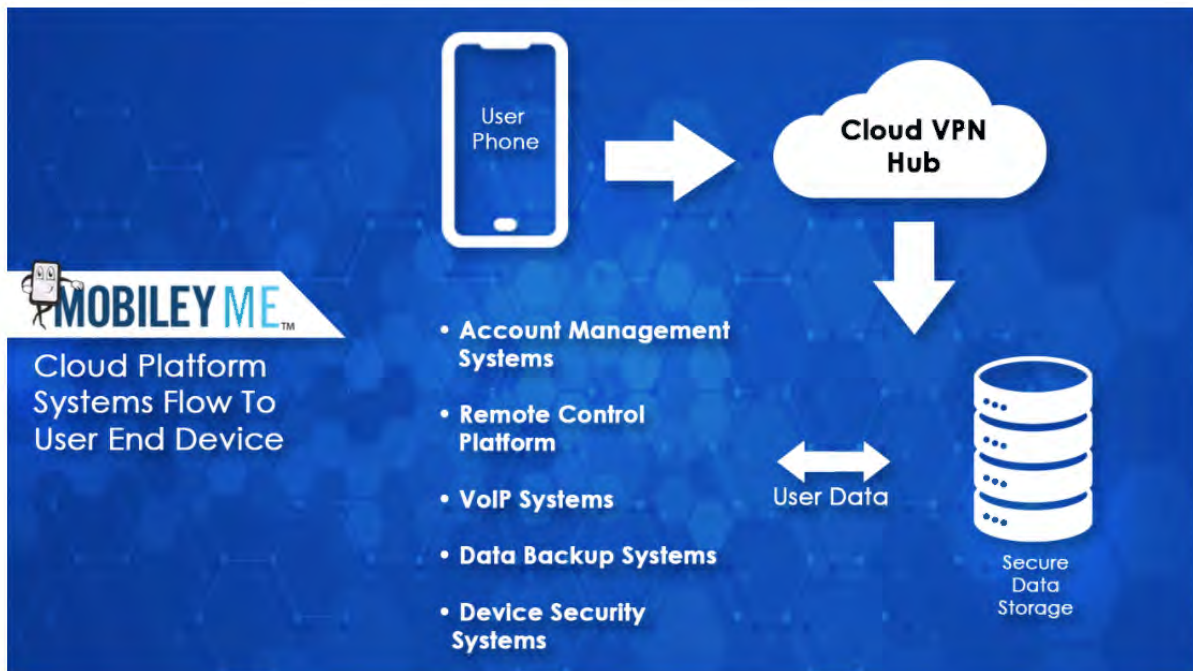 User
Phone
Cloud VPN
Hub
MOBILEY ME™
Cloud Platform
Systems Flow To
User End Device
• Account Management
Systems
• Remote Control
Platform
• VoIP Systems
• Data Backup Systems
• Device Security
Systems
User Data
Secure
Data
Storage